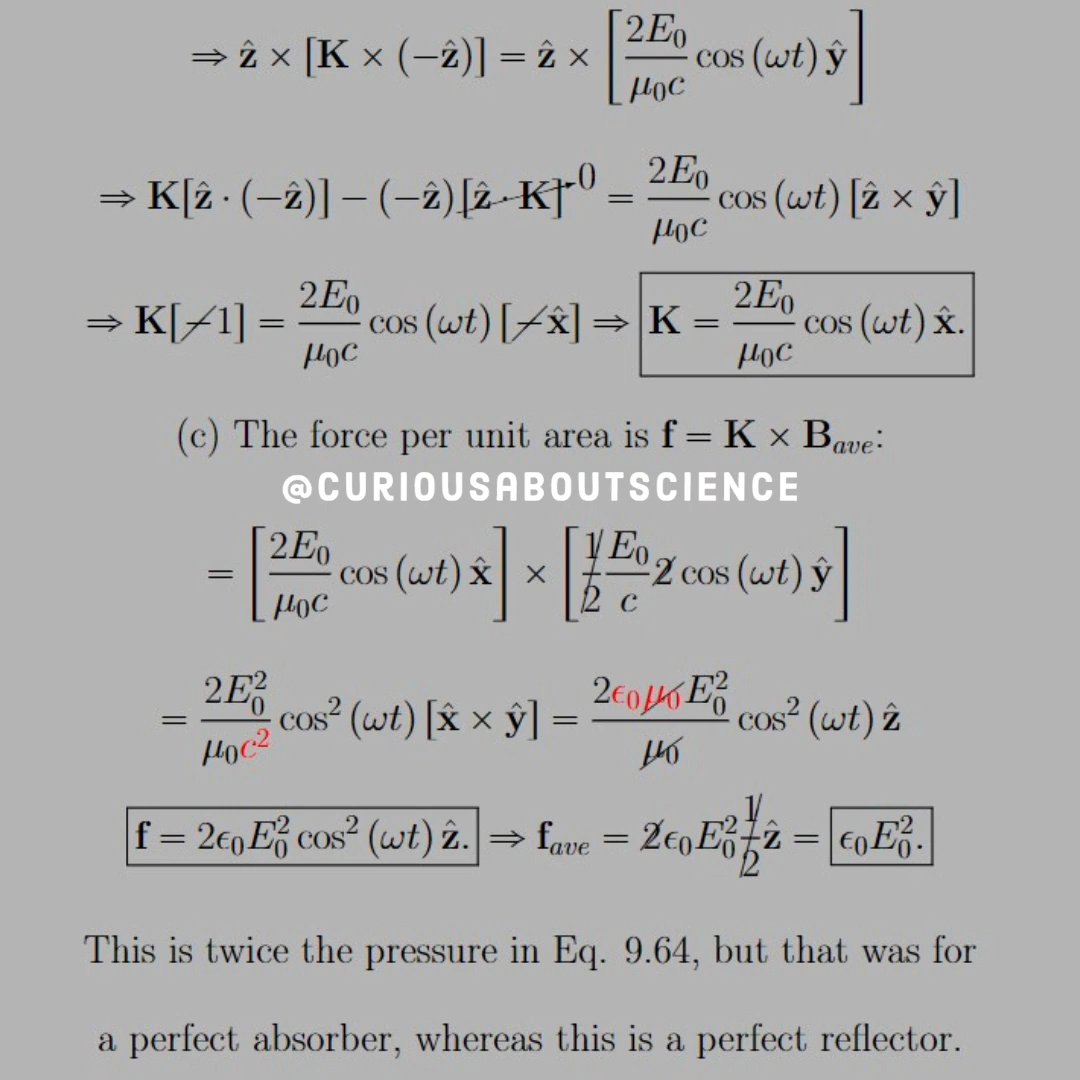 ⇒ ẑ × [K × (−ẑ)] = ẑ × [2E₀/μ₀c cos (ωt) ŷ]
⇒ K[ẑ · (−ẑ)] − (−ẑ)[ẑ · K]⁰ = 2E₀/μ₀c cos (ωt) [ẑ × ŷ]
⇒ K[−1] = 2E₀/μ₀c cos (ωt) [−x̂] ⇒ K = 2E₀/μ₀c cos (ωt) x̂.
(c) The force per unit area is f = K × B_ave:
@CURIOUSABOUTSCIENCE
= [2E₀/μ₀c cos (ωt) x̂] × [1/2 E₀/c 2 cos (ωt) ŷ]
= 2E₀²/μ₀c² cos² (ωt) [x̂ × ŷ] = 2ϵ₀μ₀E₀²/μ₀ cos² (ωt) ẑ
f = 2ϵ₀E₀² cos² (ωt) ẑ. ⇒ f_ave = 2ϵ₀E₀² 1/2 ẑ = ϵ₀E₀².
This is twice the pressure in Eq. 9.64, but that was for
a perfect absorber, whereas this is a perfect reflector.